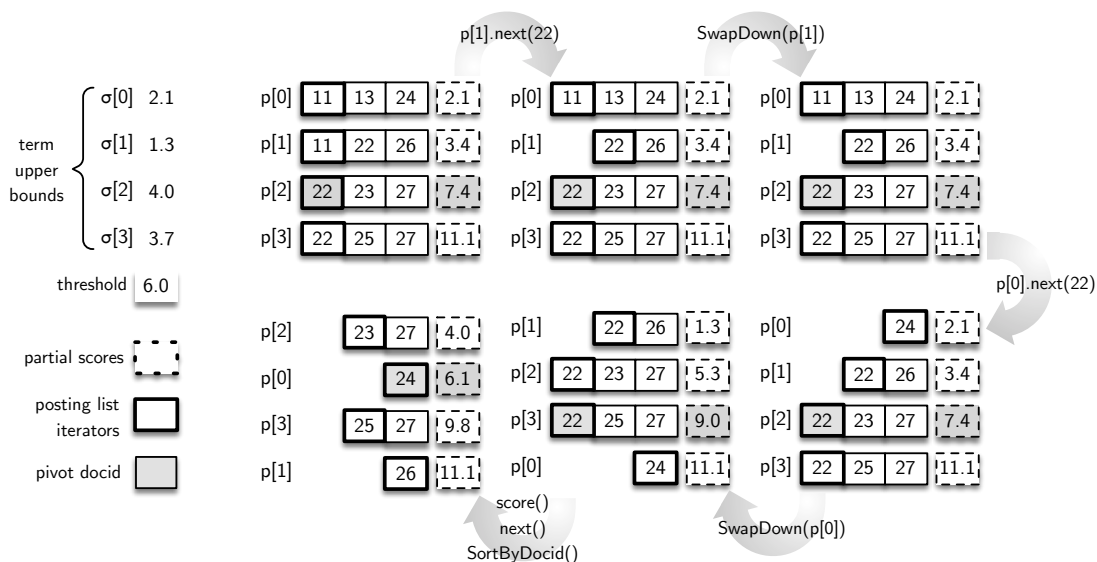 p[1].next(22)
SwapDown(p[1])
term
upper
bounds
σ[0] 2.1
σ[1] 1.3
σ[2] 4.0
σ[3] 3.7
threshold 6.0
partial scores
posting list
iterators
pivot docid
p[0] 11 13 24 2.1
p[1] 11 22 26 3.4
p[2] 22 23 27 7.4
p[3] 22 25 27 11.1
p[0] 11 13 24 2.1
p[1] 22 26 3.4
p[2] 22 23 27 7.4
p[3] 22 25 27 11.1
p[0] 11 13 24 2.1
p[1] 22 26 3.4
p[2] 22 23 27 7.4
p[3] 22 25 27 11.1
p[0].next(22)
p[2] 23 27 4.0
p[0] 24 6.1
p[3] 25 27 9.8
p[1] 26 11.1
p[1] 22 26 1.3
p[2] 22 23 27 5.3
p[3] 22 25 27 9.0
p[0] 24 11.1
p[0] 24 2.1
p[1] 22 26 3.4
p[2] 22 23 27 7.4
p[3] 22 25 27 11.1
score()
next()
SortByDocid()
SwapDown(p[0])